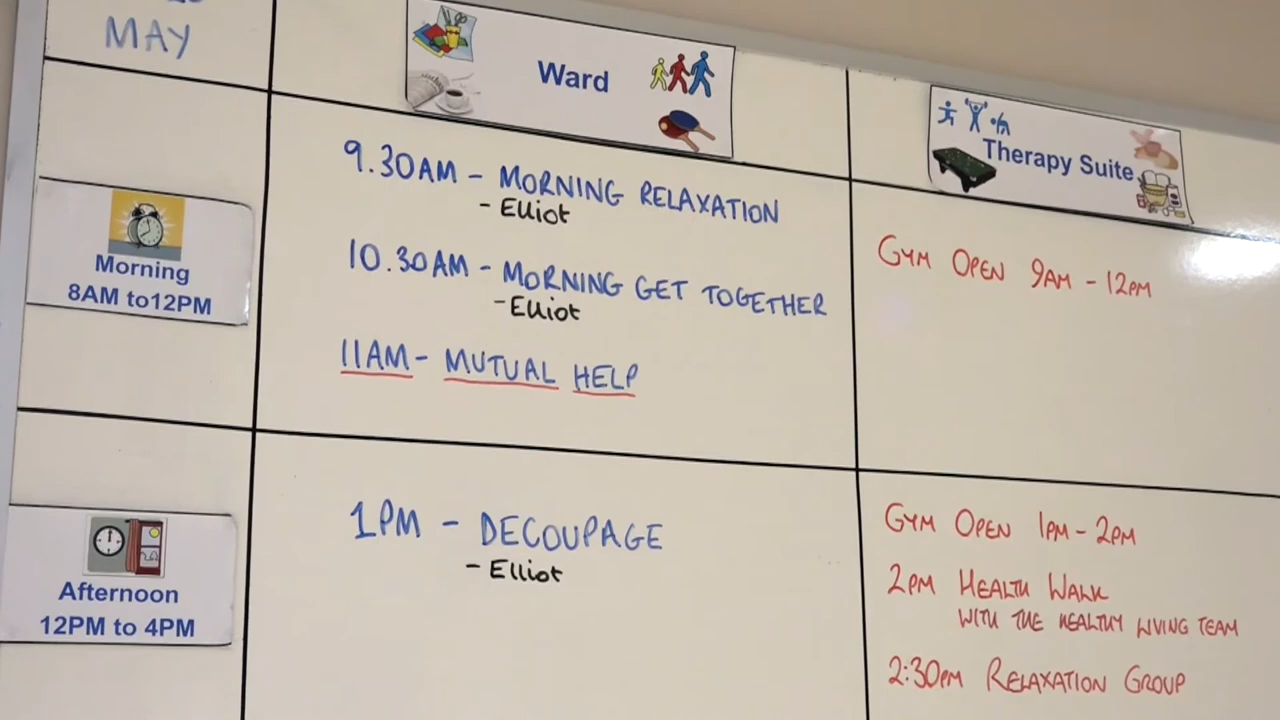 MAY
Ward
Therapy Suite
Morning
8AM to12PM
9.30AM - MORNING RELAXATION
- Elliot
10.30AM - MORNING GET TOGETHER
- Elliot
11AM - MUTUAL HELP
GYM OPEN 9AM - 12PM
Afternoon
12PM to 4PM
1PM - DECOUPAGE
- Elliot
GYM OPEN 1PM - 2PM
2PM HEALTH WALK
WITH THE HEALTHY LIVING TEAM
2:30PM RELAXATION GROUP